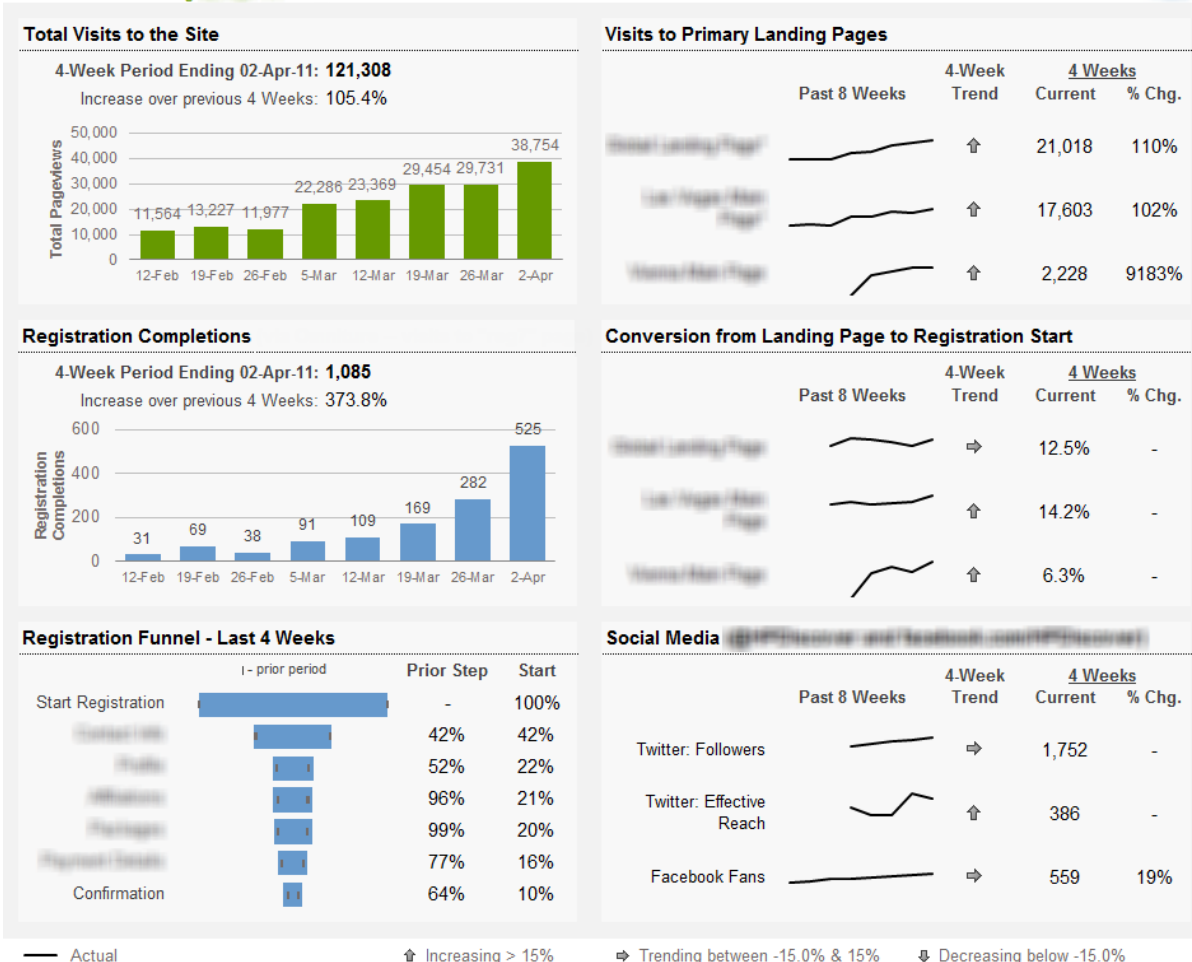 Total Visits to the Site
4-Week Period Ending 02-Apr-11: 121,308
Increase over previous 4 Weeks: 105.4%
Total Pageviews
50,000
40,000
30,000
20,000
10,000
0
11,564 13,227 11,977 22,286 23,369 29,454 29,731 38,754
12-Feb 19-Feb 26-Feb 5-Mar 12-Mar 19-Mar 26-Mar 2-Apr
Visits to Primary Landing Pages
4-Week 4 Weeks
Past 8 Weeks Trend Current % Chg.
21,018 110%
17,603 102%
2,228 9183%
Registration Completions
4-Week Period Ending 02-Apr-11: 1,085
Increase over previous 4 Weeks: 373.8%
Registration
Completions
600
400
200
0
31 69 38 91 109 169 282 525
12-Feb 19-Feb 26-Feb 5-Mar 12-Mar 19-Mar 26-Mar 2-Apr
Conversion from Landing Page to Registration Start
4-Week 4 Weeks
Past 8 Weeks Trend Current % Chg.
12.5% -
14.2% -
6.3% -
Registration Funnel - Last 4 Weeks
I - prior period Prior Step Start
Start Registration - 100%
42% 42%
52% 22%
96% 21%
99% 20%
77% 16%
Confirmation 64% 10%
Social Media
4-Week 4 Weeks
Past 8 Weeks Trend Current % Chg.
Twitter: Followers 1,752 -
Twitter: Effective
Reach 386 -
Facebook Fans 559 19%
Actual Increasing > 15% Trending between -15.0% & 15% Decreasing below -15.0%